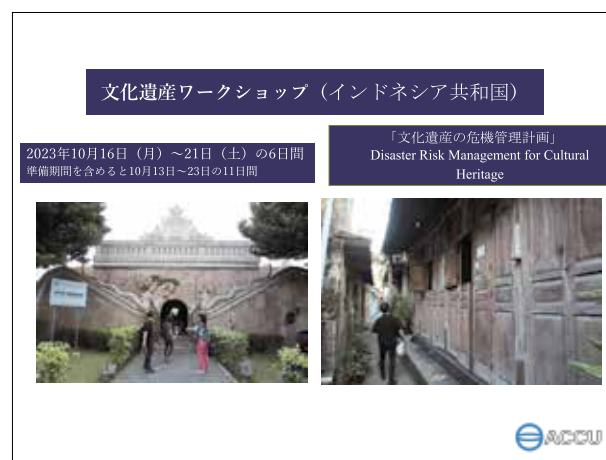 文化遺産ワークショップ（インドネシア共和国）
2023年10月16日（月）～21日（土）の6日間
準備期間を含めると10月13日～23日の11日間
「文化遺産の危機管理計画」
Disaster Risk Management for Cultural
Heritage
ACCU